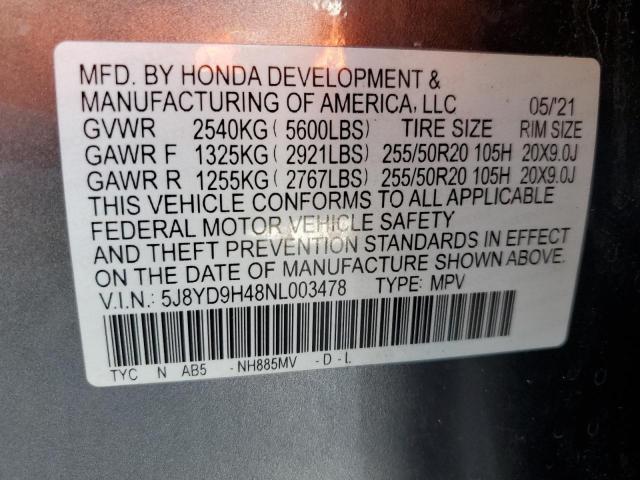 MFD. BY HONDA DEVELOPMENT &
MANUFACTURING OF AMERICA, LLC 05/'21
GVWR 2540KG ( 5600LBS) TIRE SIZE RIM SIZE
GAWR F 1325KG ( 2921LBS) 255/50R20 105H 20X9.0J
GAWR R 1255KG ( 2767LBS) 255/50R20 105H 20X9.0J
THIS VEHICLE CONFORMS TO ALL APPLICABLE
FEDERAL MOTOR VEHICLE SAFETY
AND THEFT PREVENTION STANDARDS IN EFFECT
ON THE DATE OF MANUFACTURE SHOWN ABOVE.
V.I.N.: 5J8YD9H48NL003478 TYPE: MPV
TYC N AB5 -NH885MV -D-L